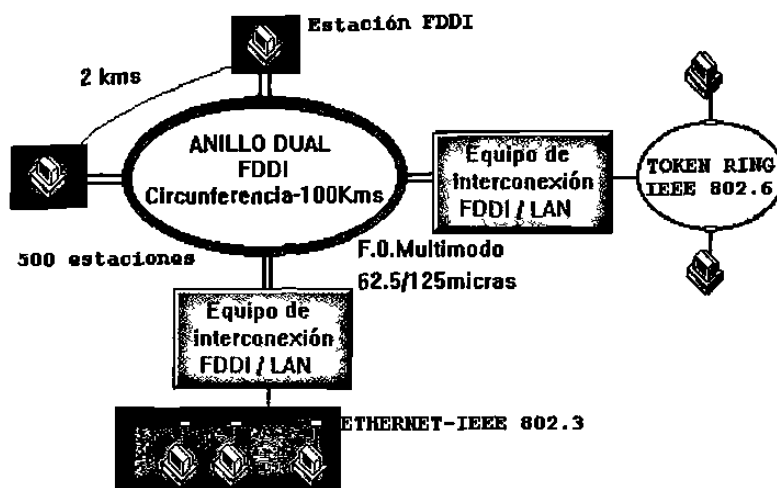 Estación FDDI
2 kms
ANILLO DUAL
FDDI
Circunferencia-100Kms
Equipo de
interconexión
FDDI / LAN
TOKEN RING
IEEE 802.6
500 estaciones
F.O.Multimodo
62.5/125micras
Equipo de
interconexión
FDDI / LAN
ETHERNET-IEEE 802.3